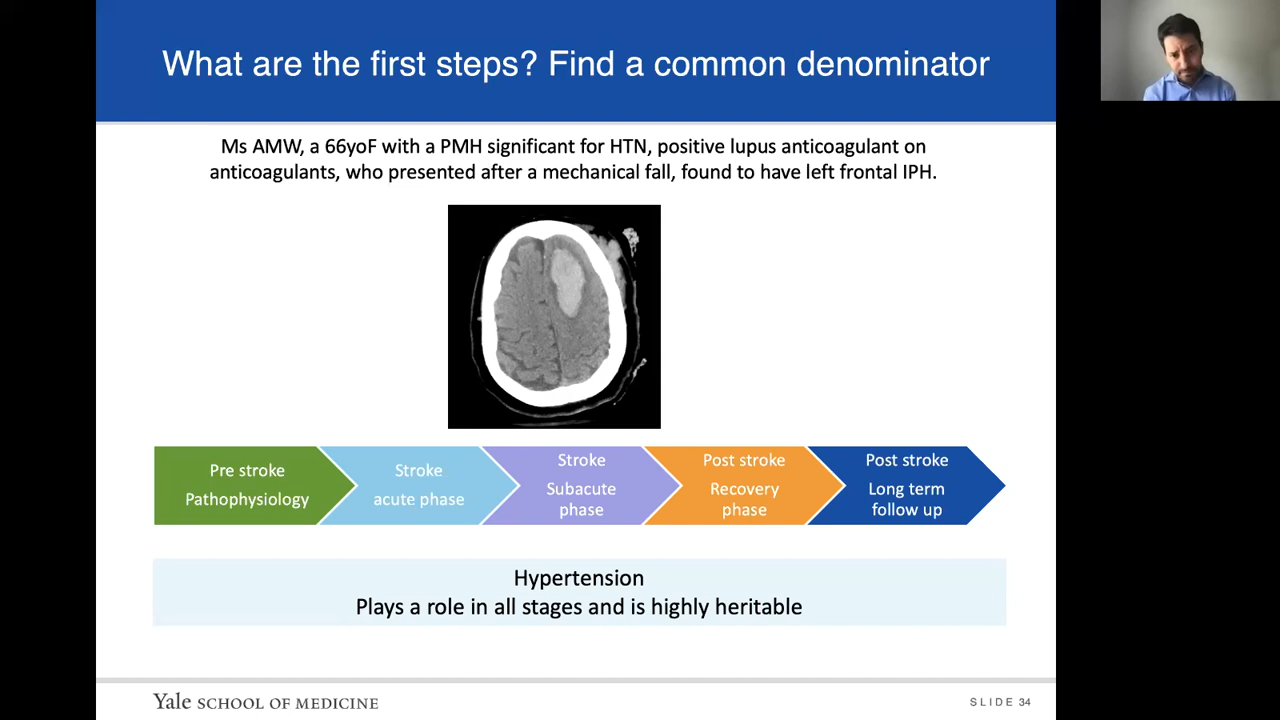 What are the first steps? Find a common denominator
Ms AMW, a 66yoF with a PMH significant for HTN, positive lupus anticoagulant on
anticoagulants, who presented after a mechanical fall, found to have left frontal IPH.
Pre stroke
Pathophysiology
Stroke
acute phase
Stroke
Subacute
phase
Post stroke
Recovery
phase
Post stroke
Long term
follow up
Hypertension
Plays a role in all stages and is highly heritable
Yale SCHOOL OF MEDICINE
SLIDE 34